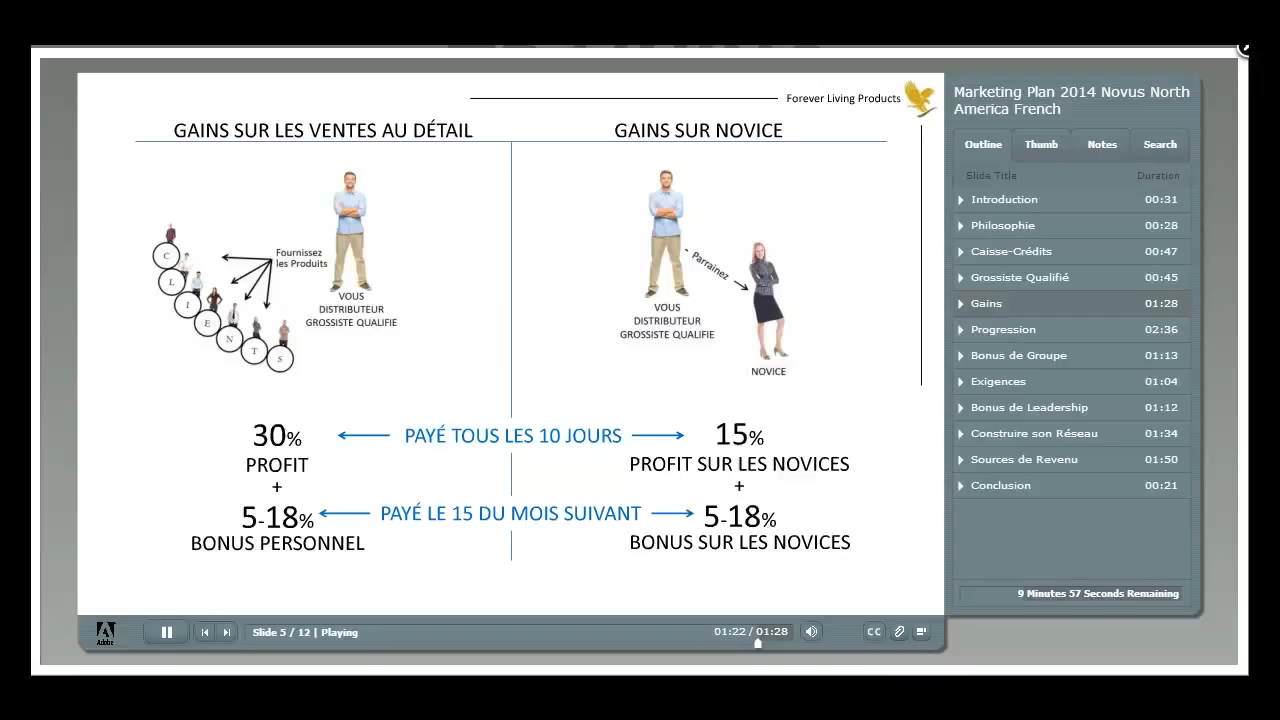 Forever Living Products
GAINS SUR LES VENTES AU DÉTAIL
GAINS SUR NOVICE
Fournissez
les Produits
C
L
I
E
N
T
S
VOUS
DISTRIBUTEUR
GROSSISTE QUALIFIE
Parrainez
VOUS
DISTRIBUTEUR
GROSSISTE QUALIFIE
NOVICE
30%
PROFIT
+
5-18%
BONUS PERSONNEL
PAYÉ TOUS LES 10 JOURS
PAYÉ LE 15 DU MOIS SUIVANT
15%
PROFIT SUR LES NOVICES
+
5-18%
BONUS SUR LES NOVICES
Marketing Plan 2014 Novus North
America French
Outline Thumb Notes Search
Slide Title Duration
Introduction 00:31
Philosophie 00:28
Caisse-Crédits 00:47
Grossiste Qualifié 00:45
Gains 01:28
Progression 02:36
Bonus de Groupe 01:13
Exigences 01:04
Bonus de Leadership 01:12
Construire son Réseau 01:34
Sources de Revenu 01:50
Conclusion 00:21
9 Minutes 57 Seconds Remaining
Adobe
Slide 5 / 12 | Playing
01:22 / 01:28
CC